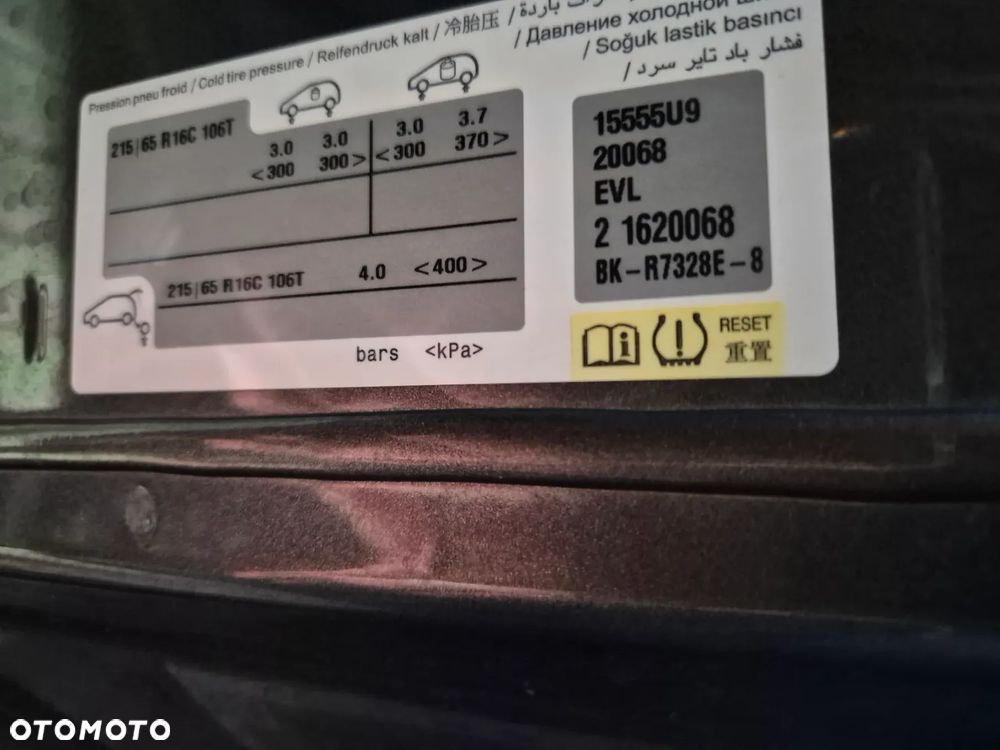 Pression pneu froid / Cold tire pressure / Reifendruck kalt / 冷胎压 /
/ Давление холодной
/ Soğuk lastik basıncı
فشار باد تایر سرد /
215|65 R16C 106T
3.0 3.0 3.0 3.7
<300 300> <300 370>
215|65 R16C 106T 4.0 <400>
bars <kPa>
15555U9
20068
EVL
2 1620068
BK-R7328E-8
RESET
重置
OTOMOTO